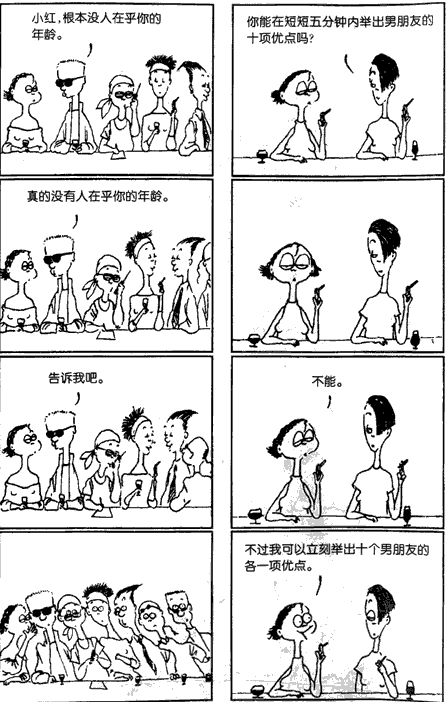 小红,根本没人在乎你的
年龄。
真的没有人在乎你的年龄。
告诉我吧。
你能在短短五分钟内举出男朋友的
十项优点吗?
不能。
不过我可以立刻举出十个男朋友的
各一项优点。